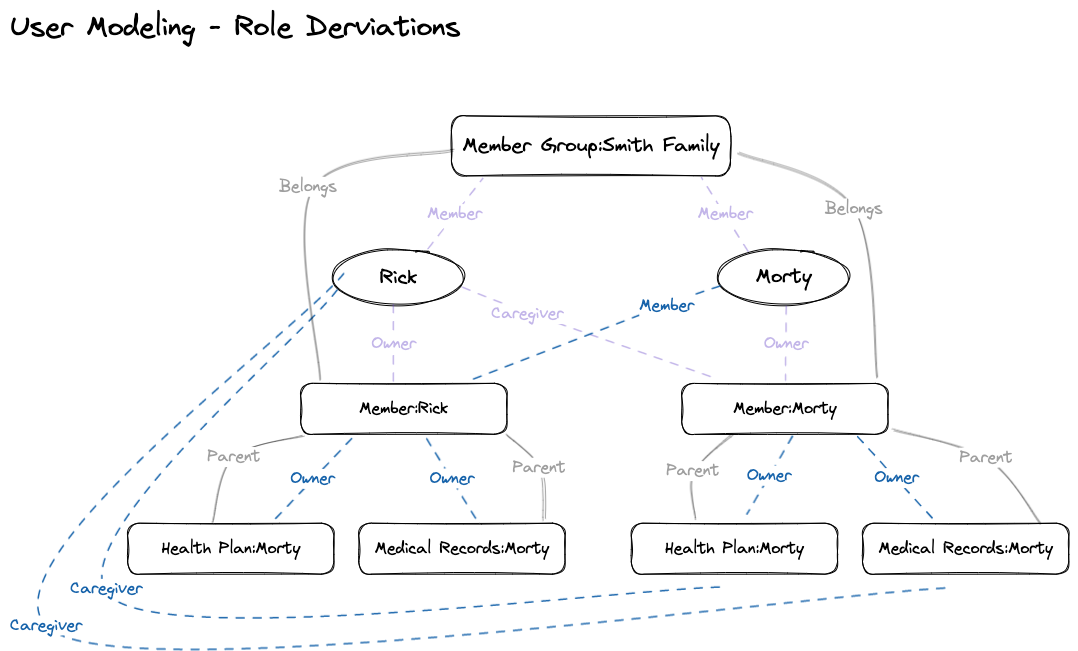 User Modeling - Role Derviations
Member Group:Smith Family
Belongs
Member
Member
Belongs
Rick
Morty
Caregiver
Member
Owner
Owner
Member:Rick
Member:Morty
Parent
Owner
Owner
Parent
Parent
Owner
Owner
Parent
Health Plan:Morty
Medical Records:Morty
Health Plan:Morty
Medical Records:Morty
Caregiver
Caregiver